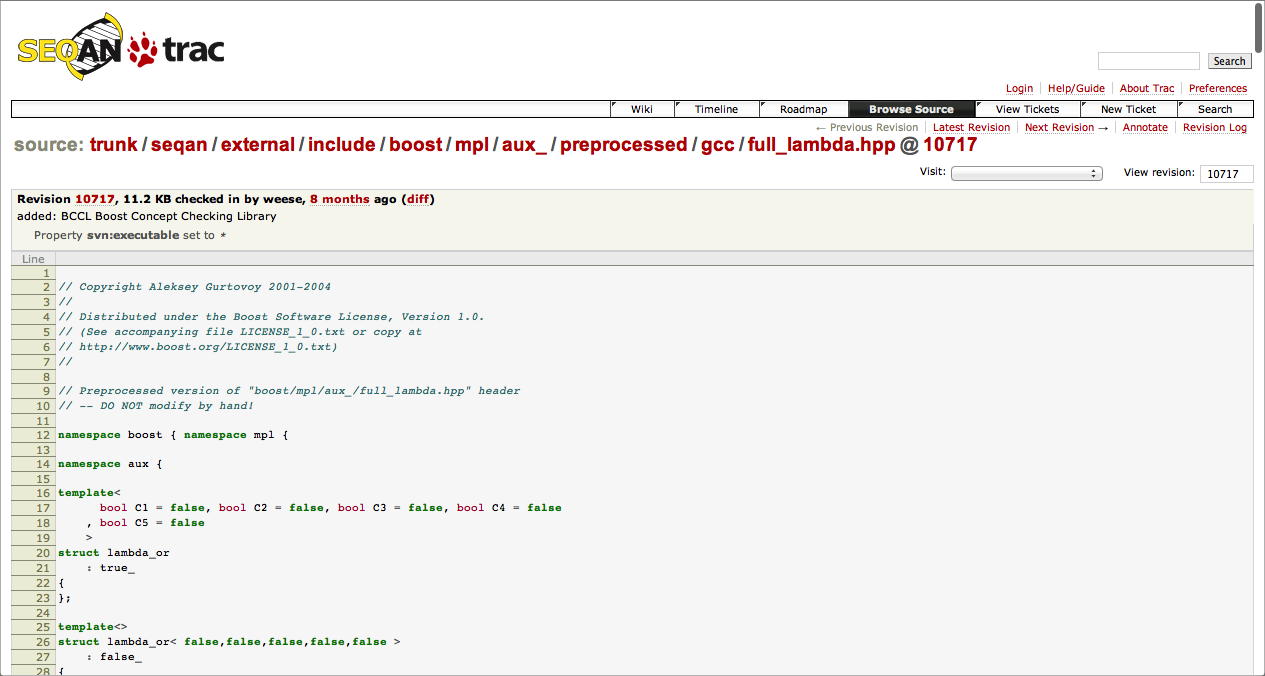 SEQAN trac
Search
Login Help/Guide About Trac Preferences
Wiki Timeline Roadmap Browse Source View Tickets New Ticket Search
← Previous Revision Latest Revision Next Revision → Annotate Revision Log
source: trunk / seqan / external / include / boost / mpl / aux_ / preprocessed / gcc / full_lambda.hpp @ 10717
Visit: View revision: 10717
Revision 10717, 11.2 KB checked in by weese, 8 months ago (diff)
added: BCCL Boost Concept Checking Library
Property svn:executable set to *
Line
1
2 // Copyright Aleksey Gurtovoy 2001-2004
3 //
4 // Distributed under the Boost Software License, Version 1.0.
5 // (See accompanying file LICENSE_1_0.txt or copy at
6 // http://www.boost.org/LICENSE_1_0.txt)
7 //
8
9 // Preprocessed version of "boost/mpl/aux_/full_lambda.hpp" header
10 // -- DO NOT modify by hand!
11
12 namespace boost { namespace mpl {
13
14 namespace aux {
15
16 template<
17 bool C1 = false, bool C2 = false, bool C3 = false, bool C4 = false
18 , bool C5 = false
19 >
20 struct lambda_or
21 : true_
22 {
23 };
24
25 template<>
26 struct lambda_or< false,false,false,false,false >
27 : false_
28 {